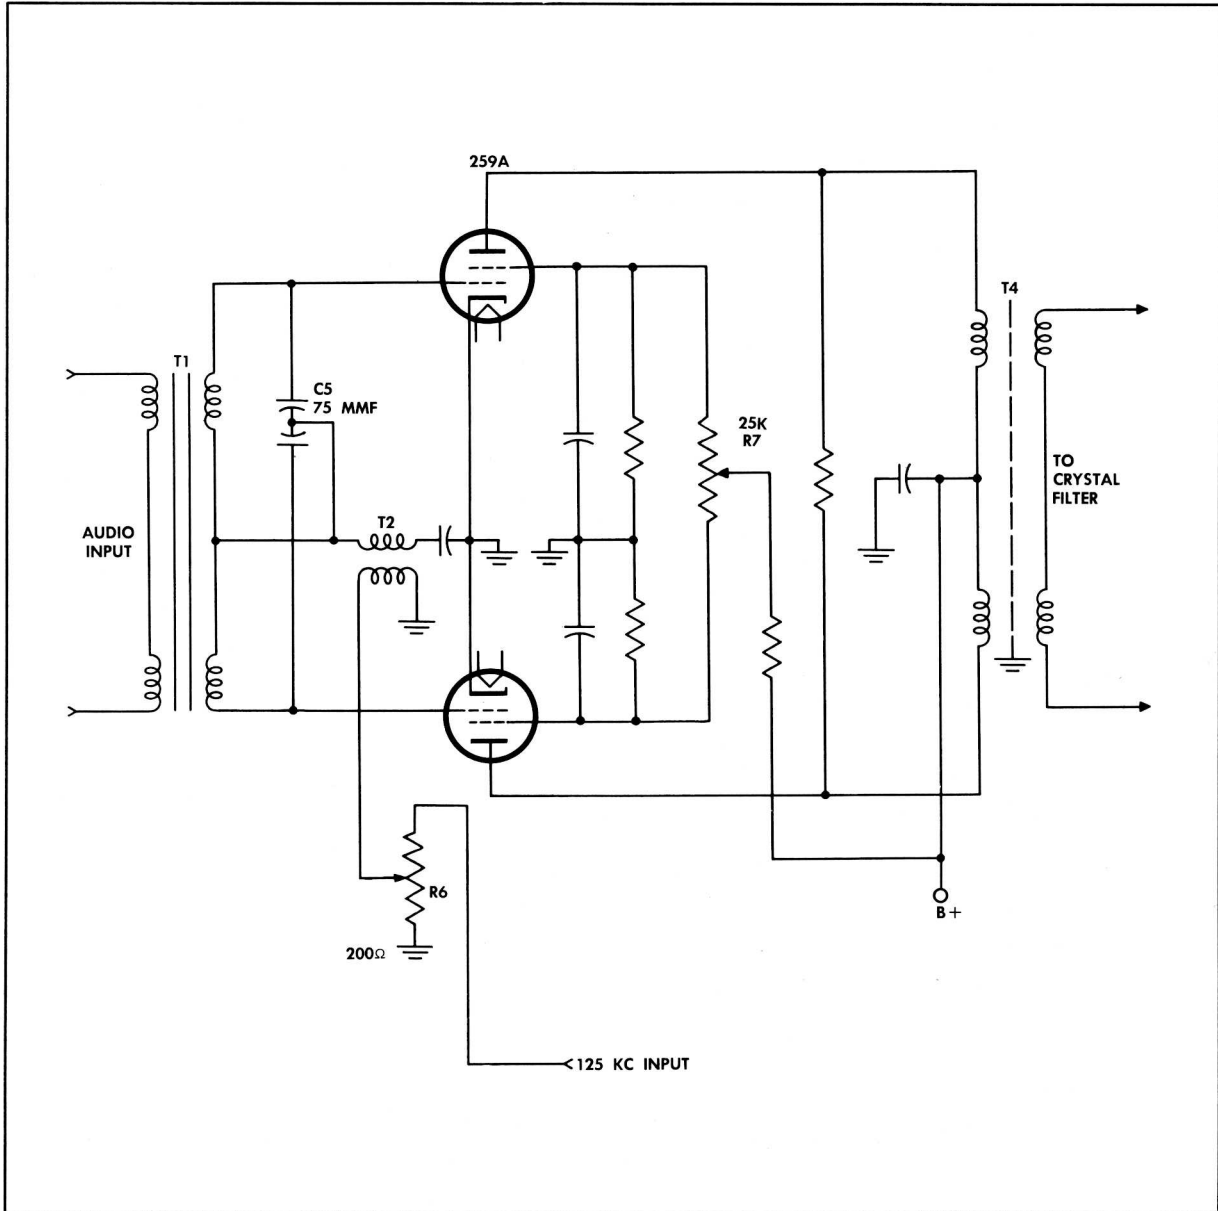 259A
T4
T1
C5
75 MMF
25K
R7
TO
CRYSTAL
FILTER
AUDIO
INPUT
T2
R6
B+
200Ω
125 KC INPUT